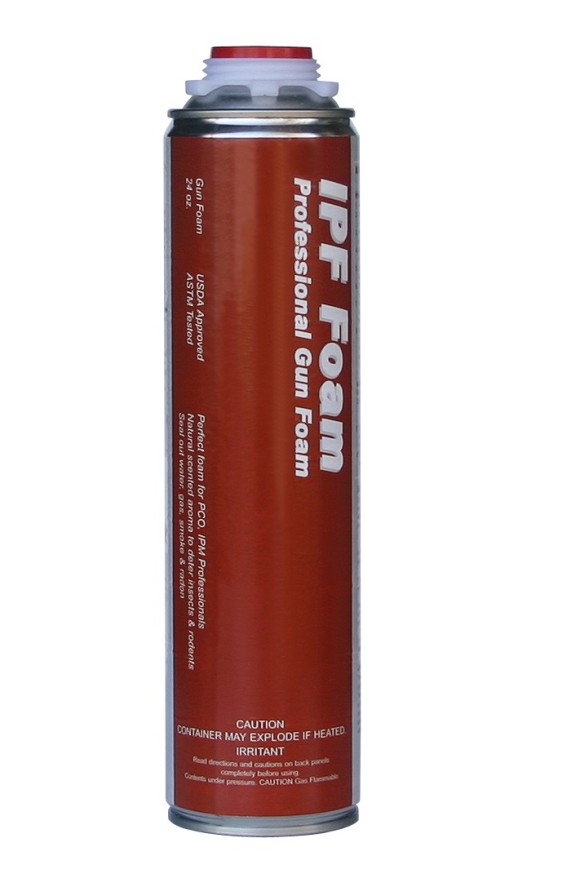 IPF Foam
Professional Gun Foam
Gun Foam
24 oz.
USDA Approved
ASTM Tested
Perfect foam for PCO, IPM Professionals
Natural scented aroma to deter insects & rodents
Seal out water, gas, smoke & radon
CAUTION
CONTAINER MAY EXPLODE IF HEATED.
IRRITANT
Read directions and cautions on back panels
completely before using
Contents under pressure. CAUTION Gas Flammable